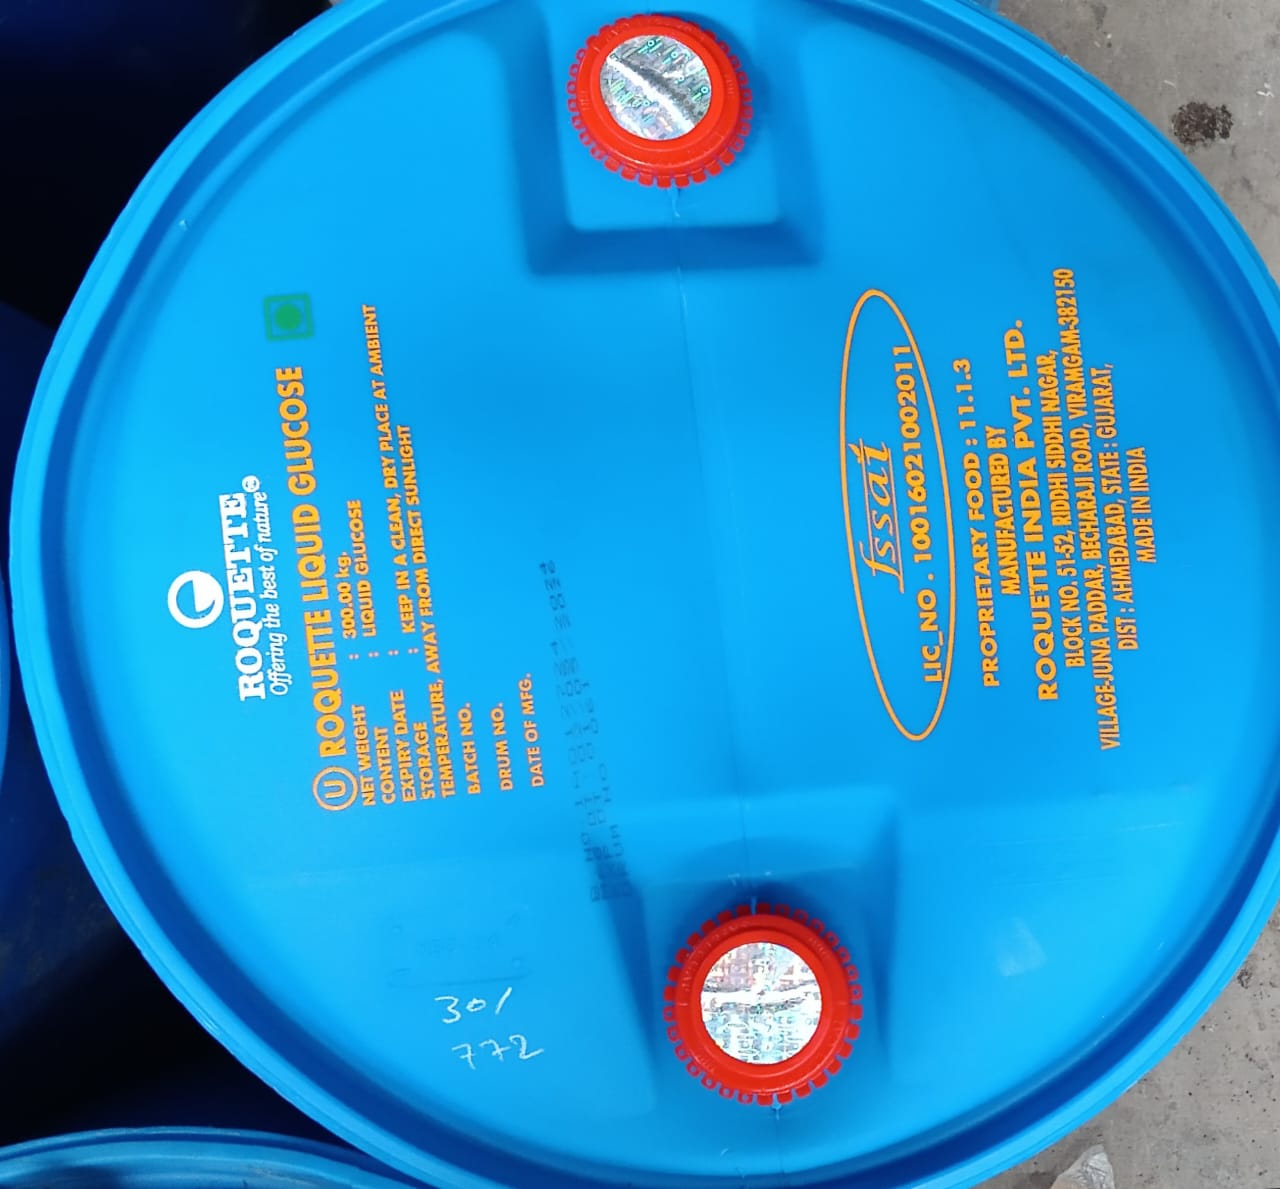 ROQUETTE
Offering the best of nature
U ROQUETTE LIQUID GLUCOSE
NET WEIGHT : 300.00 kg.
CONTENT : LIQUID GLUCOSE
EXPIRY DATE :
STORAGE : KEEP IN A CLEAN, DRY PLACE AT AMBIENT
TEMPERATURE, AWAY FROM DIRECT SUNLIGHT
BATCH NO.
DRUM NO.
DATE OF MFG.
30/
772
fssai
LIC_NO. 10016021002011
PROPRIETARY FOOD : 11.1.3
MANUFACTURED BY
ROQUETTE INDIA PVT. LTD.
BLOCK NO. 51-52, RIDDHI SIDDHI NAGAR,
VILLAGE-JUNA PADDAR, BECHARAJI ROAD, VIRAMGAM-382150
DIST : AHMEDABAD, STATE : GUJARAT,
MADE IN INDIA